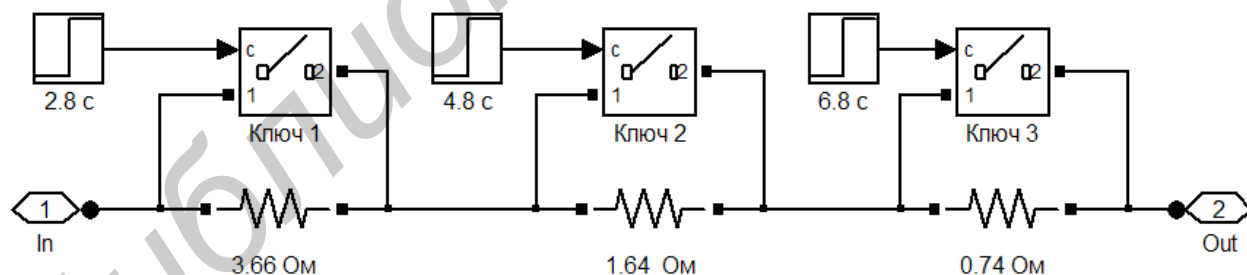 c
2
1
2.8 с
Ключ 1
c
2
1
4.8 с
Ключ 2
c
2
1
6.8 с
Ключ 3
1
In
3.66 Ом
1.64 Ом
0.74 Ом
2
Out